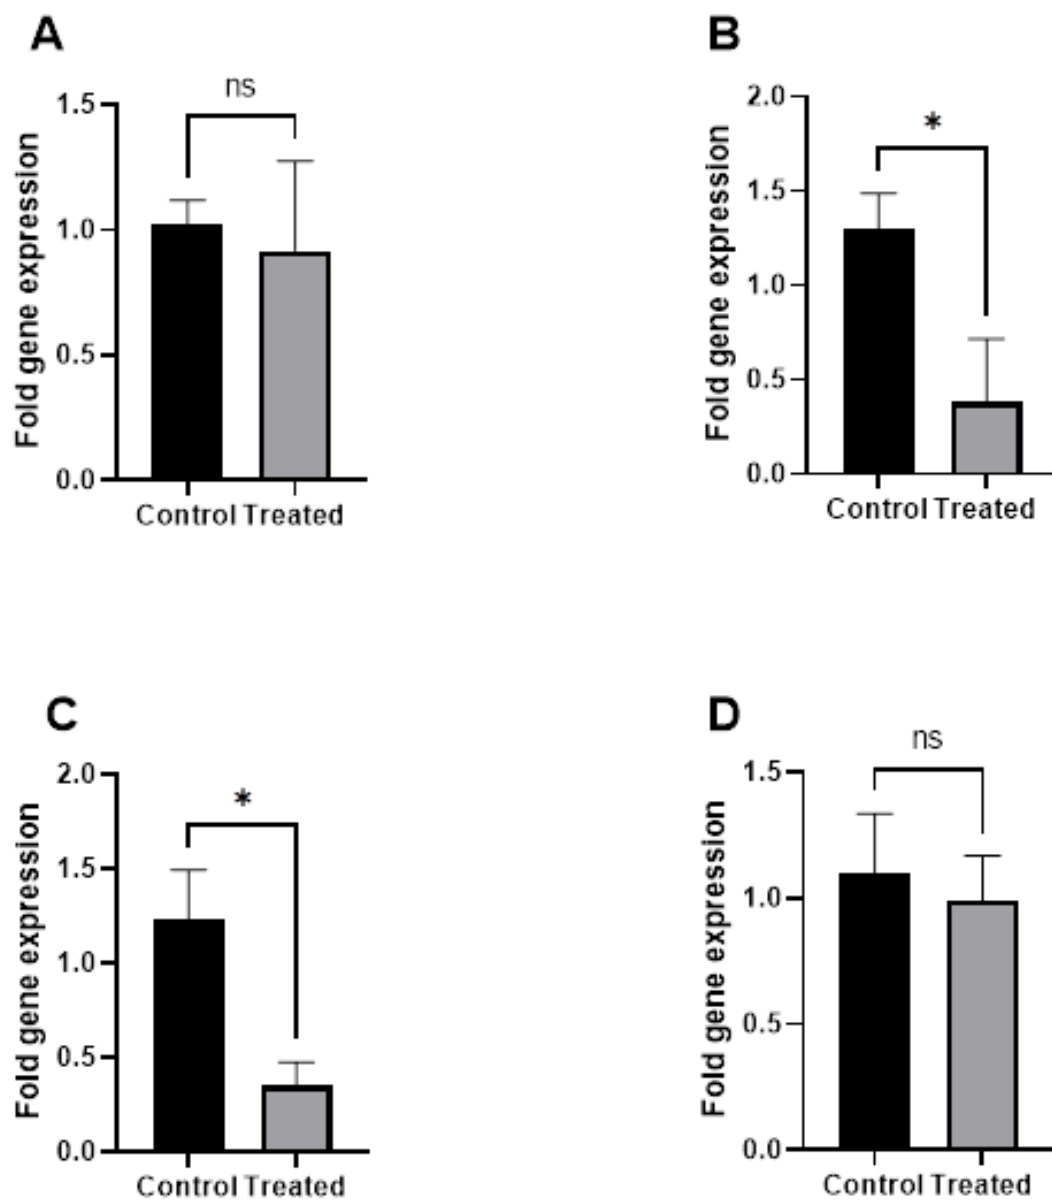 A
ns
1.5
1.0
0.5
0.0
Fold gene expression
Control Treated
B
*
2.0
1.5
1.0
0.5
0.0
Fold gene expression
Control Treated
C
*
2.0
1.5
1.0
0.5
0.0
Fold gene expression
Control Treated
D
ns
1.5
1.0
0.5
0.0
Fold gene expression
Control Treated